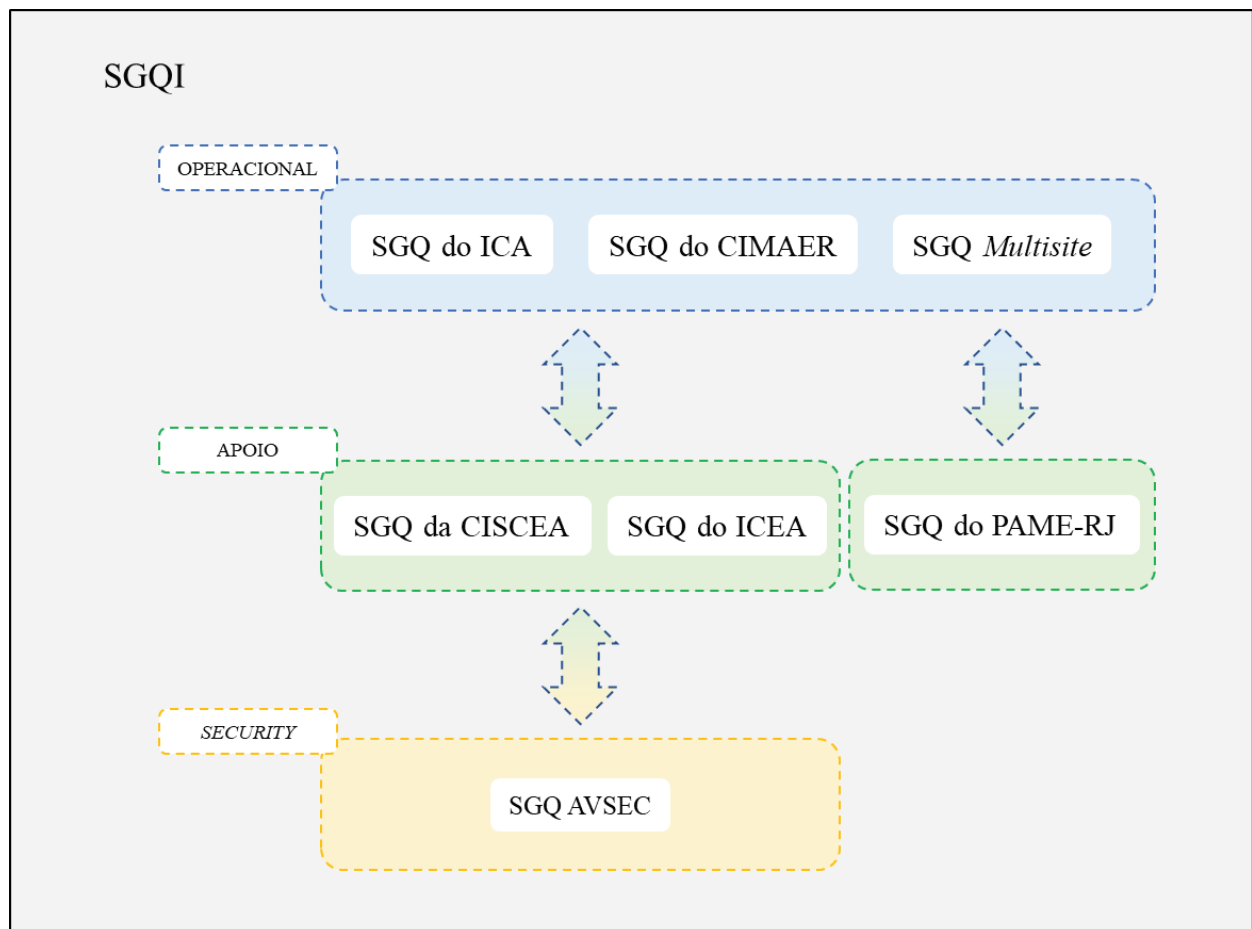 SGQI
OPERACIONAL
SGQ do ICA
SGQ do CIMAER
SGQ Multisite
APOIO
SGQ da CISCEA
SGQ do ICEA
SGQ do PAME-RJ
SECURITY
SGQ AVSEC